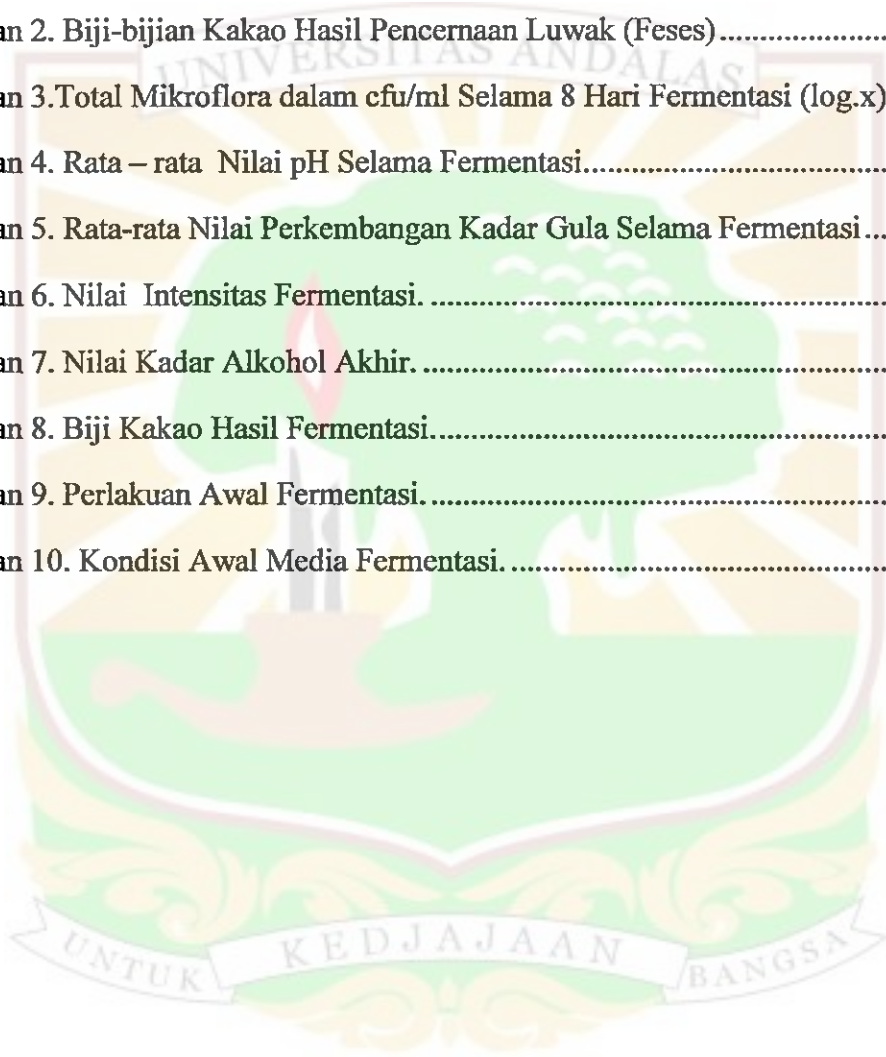 an 2. Biji-bijian Kakao Hasil Pencernaan Luwak (Feses)......................
UNIVERSITAS ANDALAS
an 3.Total Mikroflora dalam cfu/ml Selama 8 Hari Fermentasi (log.x)
an 4. Rata – rata Nilai pH Selama Fermentasi........................................
an 5. Rata-rata Nilai Perkembangan Kadar Gula Selama Fermentasi...
an 6. Nilai Intensitas Fermentasi. ............................................................
an 7. Nilai Kadar Alkohol Akhir. .............................................................
an 8. Biji Kakao Hasil Fermentasi............................................................
an 9. Perlakuan Awal Fermentasi. ............................................................
an 10. Kondisi Awal Media Fermentasi. .................................................
UNTUK KEDJAJAAN BANGSA